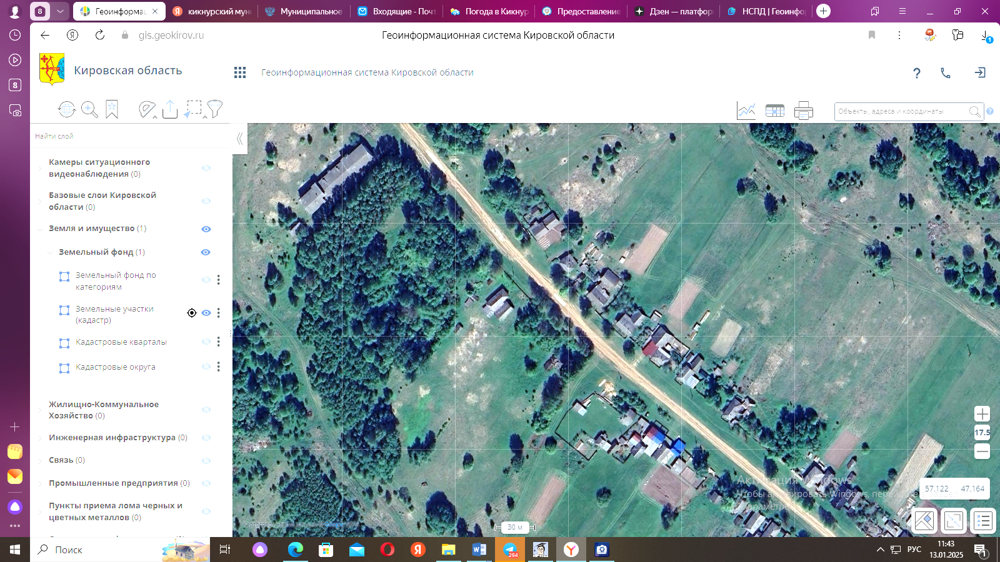 8
Геоинформац
кикнурский мун
Муниципальное
Входящие - Почт
Погода в Кикнур
Предоставление
Дзен — платфор
НСПД | Геоинфо
gis.geokirov.ru
Геоинформационная система Кировской области
1
8
Кировская область
Геоинформационная система Кировской области
?
Объекты, адреса и координаты
?
Найти слой
Камеры ситуационного
видеонаблюдения (0)
Базовые слои Кировской
области (0)
Земля и имущество (1)
Земельный фонд (1)
Земельный фонд по
категориям
Земельные участки
(кадастр)
Кадастровые кварталы
Кадастровые округа
Жилищно-Коммунальное
Хозяйство (0)
Инженерная инфраструктура (0)
Связь (0)
Промышленные предприятия (0)
Пункты приема лома черных и
цветных металлов (0)
17.5
Активация Windows
Чтобы активировать Windows,
57.122 47.164
30 м
Поиск
294
РУС
11:43
13.01.2025
1